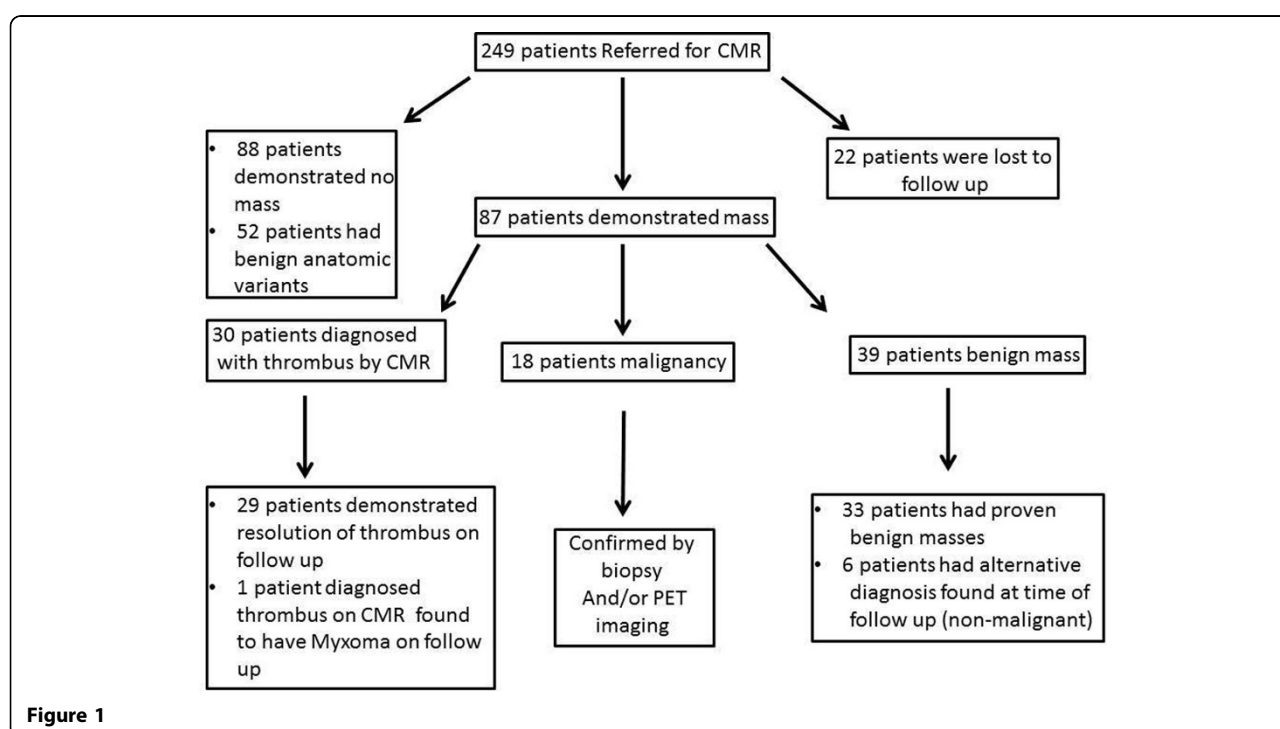 249 patients Referred for CMR
• 88 patients
demonstrated no
mass
• 52 patients had
benign anatomic
variants
22 patients were lost to
follow up
87 patients demonstrated mass
30 patients diagnosed
with thrombus by CMR
18 patients malignancy
39 patients benign mass
• 29 patients demonstrated
resolution of thrombus on
follow up
• 1 patient diagnosed
thrombus on CMR found
to have Myxoma on follow
up
Confirmed by
biopsy
And/or PET
imaging
• 33 patients had proven
benign masses
• 6 patients had alternative
diagnosis found at time of
follow up (non-malignant)
Figure 1